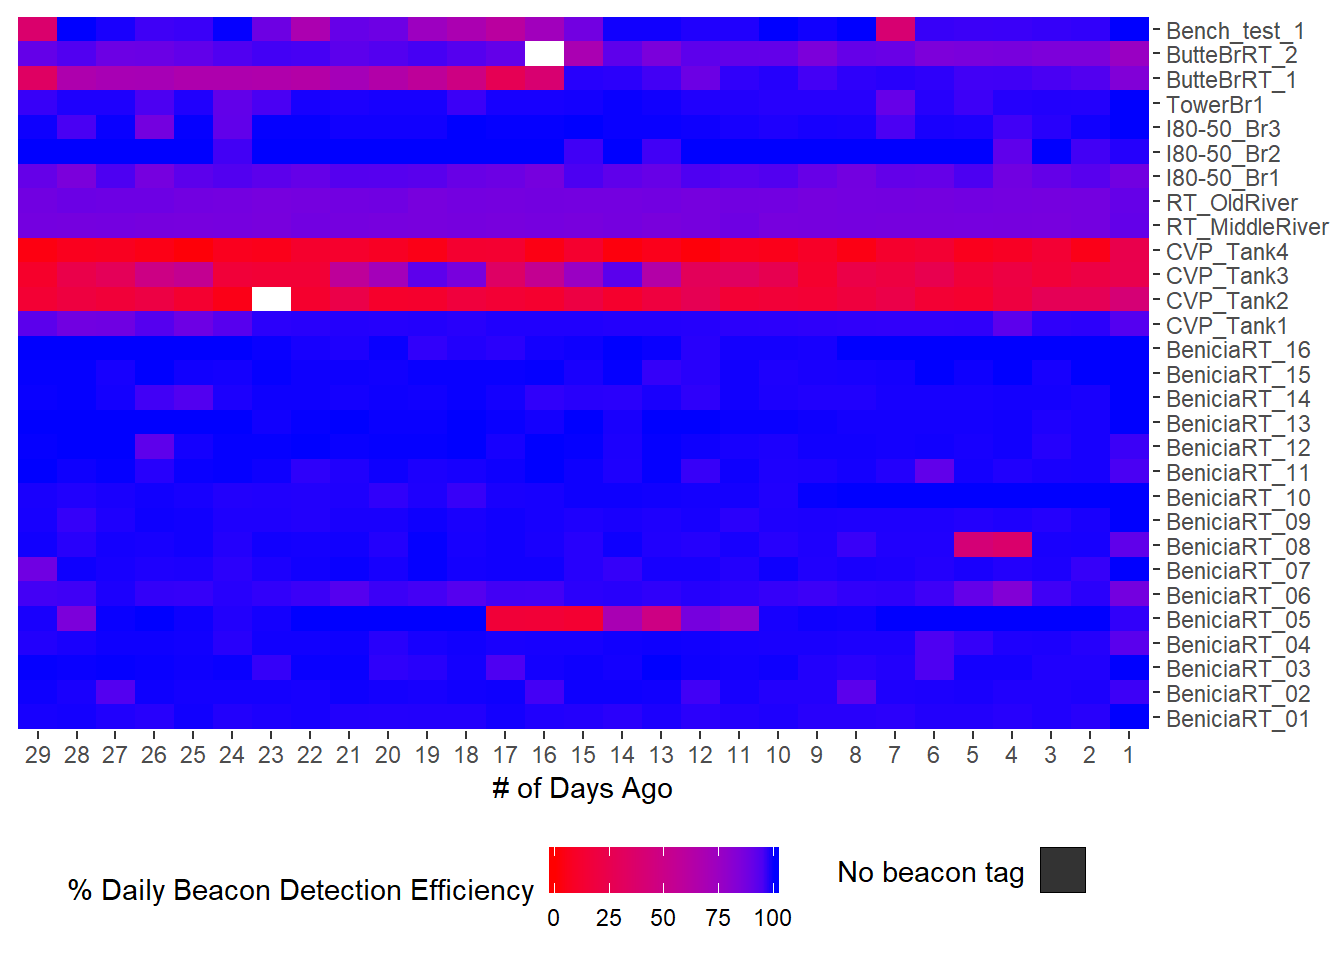 Bench_test_1
ButteBrRT_2
ButteBrRT_1
TowerBr1
I80-50_Br3
I80-50_Br2
I80-50_Br1
RT_OldRiver
RT_MiddleRiver
CVP_Tank4
CVP_Tank3
CVP_Tank2
CVP_Tank1
BeniciaRT_16
BeniciaRT_15
BeniciaRT_14
BeniciaRT_13
BeniciaRT_12
BeniciaRT_11
BeniciaRT_10
BeniciaRT_09
BeniciaRT_08
BeniciaRT_07
BeniciaRT_06
BeniciaRT_05
BeniciaRT_04
BeniciaRT_03
BeniciaRT_02
BeniciaRT_01
29 28 27 26 25 24 23 22 21 20 19 18 17 16 15 14 13 12 11 10 9 8 7 6 5 4 3 2 1
# of Days Ago
% Daily Beacon Detection Efficiency
0 25 50 75 100
No beacon tag